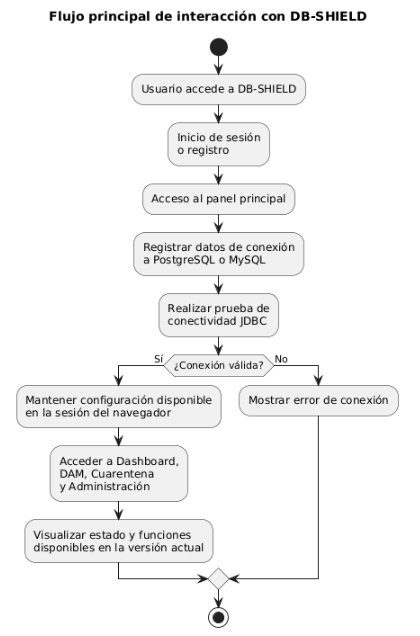 Flujo principal de interacción con DB-SHIELD
Usuario accede a DB-SHIELD
Inicio de sesión
o registro
Acceso al panel principal
Registrar datos de conexión
a PostgreSQL o MySQL
Realizar prueba de
conectividad JDBC
¿Conexión válida?
Sí
No
Mantener configuración disponible
en la sesión del navegador
Mostrar error de conexión
Acceder a Dashboard,
DAM, Cuarentena
y Administración
Visualizar estado y funciones
disponibles en la versión actual